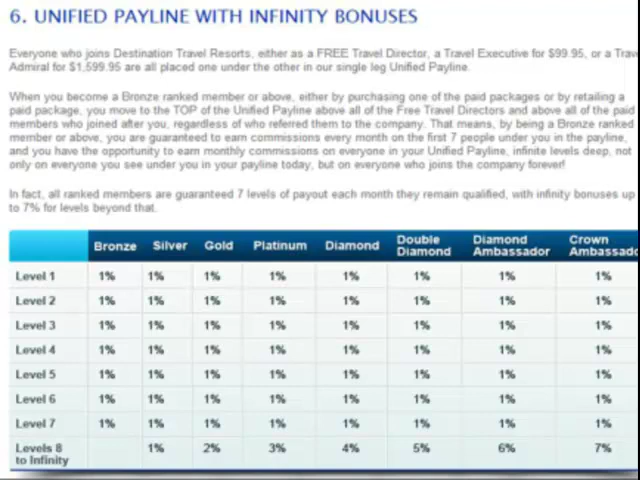 6. UNIFIED PAYLINE WITH INFINITY BONUSES
Everyone who joins Destination Travel Resorts, either as a FREE Travel Director, a Travel Executive for $99.95, or a Trav
Admiral for $1,599.95 are all placed one under the other in our single leg Unified Payline.
When you become a Bronze ranked member or above, either by purchasing one of the paid packages or by retailing a
paid package, you move to the TOP of the Unified Payline above all of the Free Travel Directors and above all of the paid
members who joined after you, regardless of who referred them to the company. That means, by being a Bronze ranked
member or above, you are guaranteed to earn commissions every month on the first 7 people under you in the payline,
and you have the opportunity to earn monthly commissions on everyone in your Unified Payline, infinite levels deep, not
only on everyone you see under you in your payline today, but on everyone who joins the company forever!
In fact, all ranked members are guaranteed 7 levels of payout each month they remain qualified, with infinity bonuses up
to 7% for levels beyond that.
Bronze Silver Gold Platinum Diamond Double Diamond Diamond Ambassador Crown Ambassado
Level 1 1% 1% 1% 1% 1% 1% 1% 1%
Level 2 1% 1% 1% 1% 1% 1% 1% 1%
Level 3 1% 1% 1% 1% 1% 1% 1% 1%
Level 4 1% 1% 1% 1% 1% 1% 1% 1%
Level 5 1% 1% 1% 1% 1% 1% 1% 1%
Level 6 1% 1% 1% 1% 1% 1% 1% 1%
Level 7 1% 1% 1% 1% 1% 1% 1% 1%
Levels 8 to Infinity 1% 2% 3% 4% 5% 6% 7%